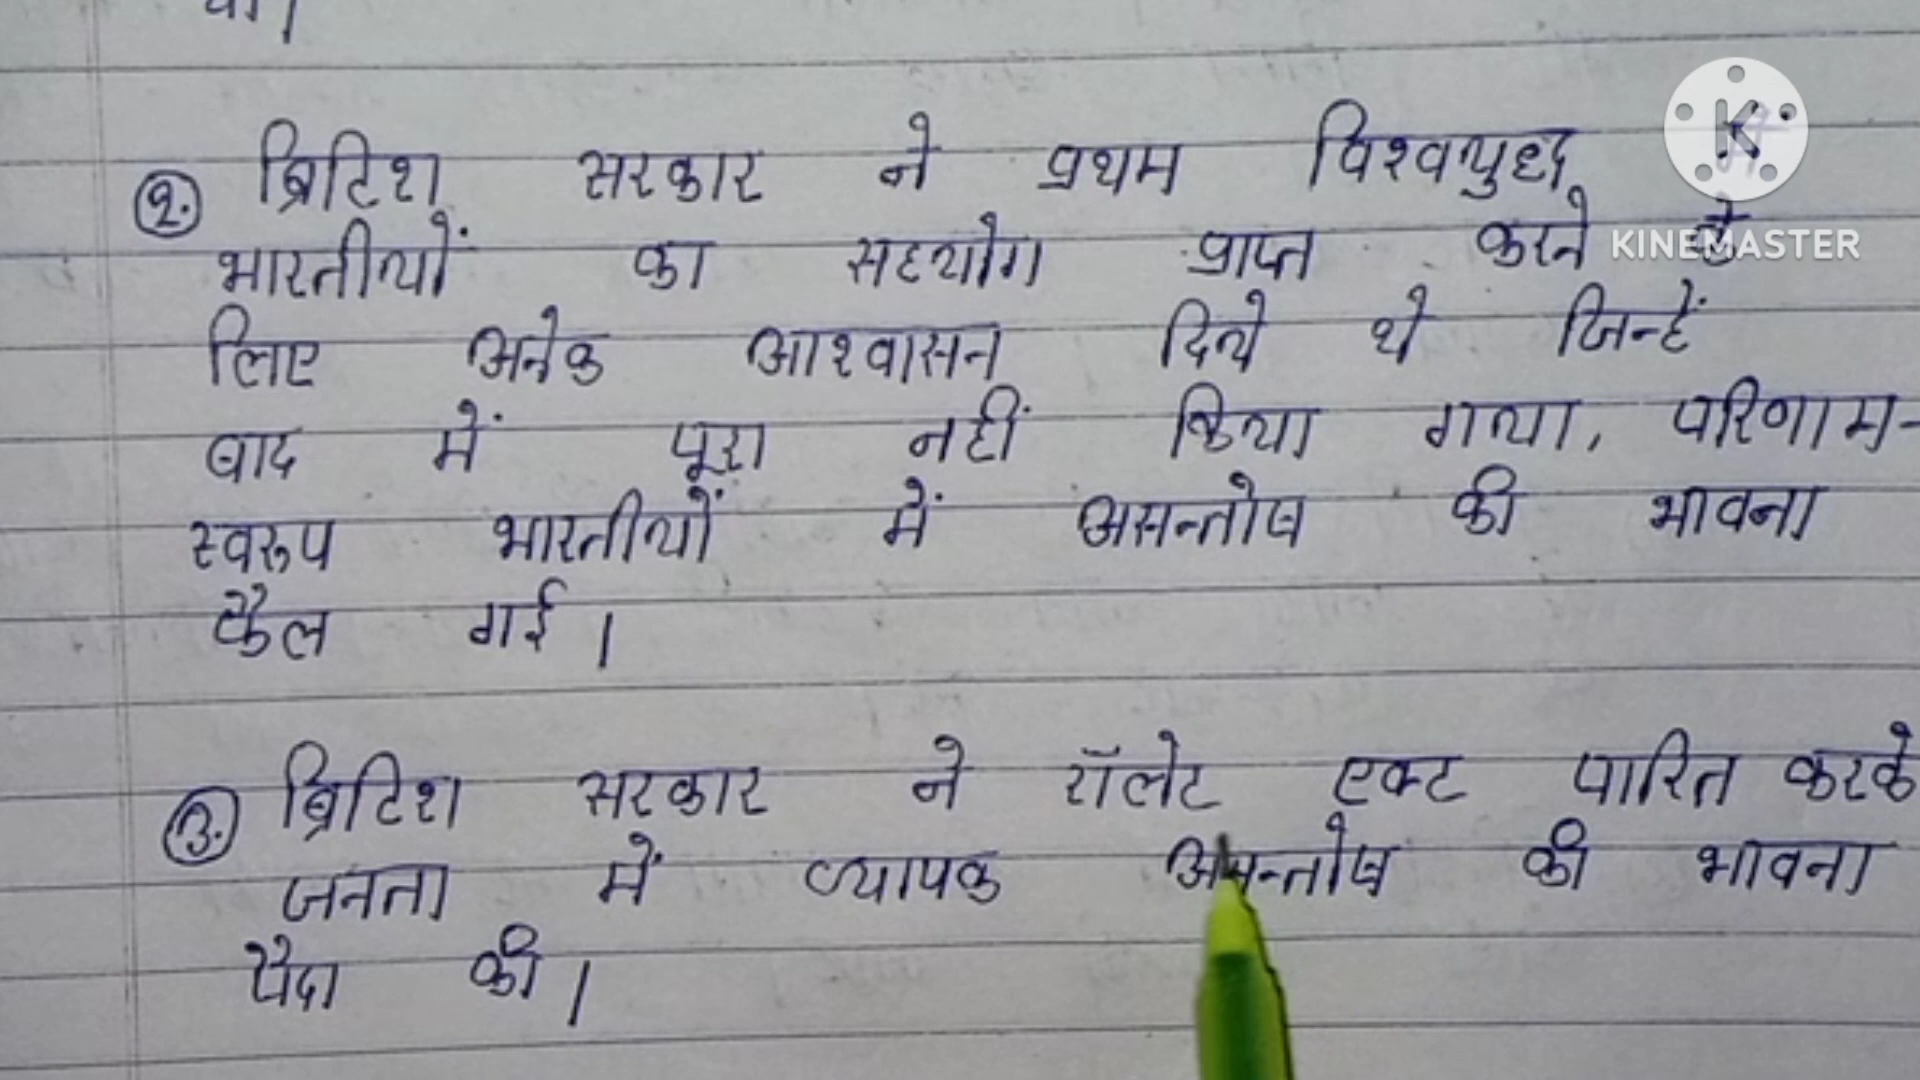 था।
② ब्रिटिश सरकार ने प्रथम विश्वयुद्ध में
भारतीयों का सहयोग प्राप्त करने के
लिए अनेक आश्वासन दिये थे जिन्हें
बाद में पूरा नहीं किया गया, परिणाम-
स्वरुप भारतीयों में असन्तोष की भावना
फैल गई।
③ ब्रिटिश सरकार ने रॉलेट एक्ट पारित करके
जनता में व्यापक असन्तोष की भावना
पैदा की।
KINEMASTER